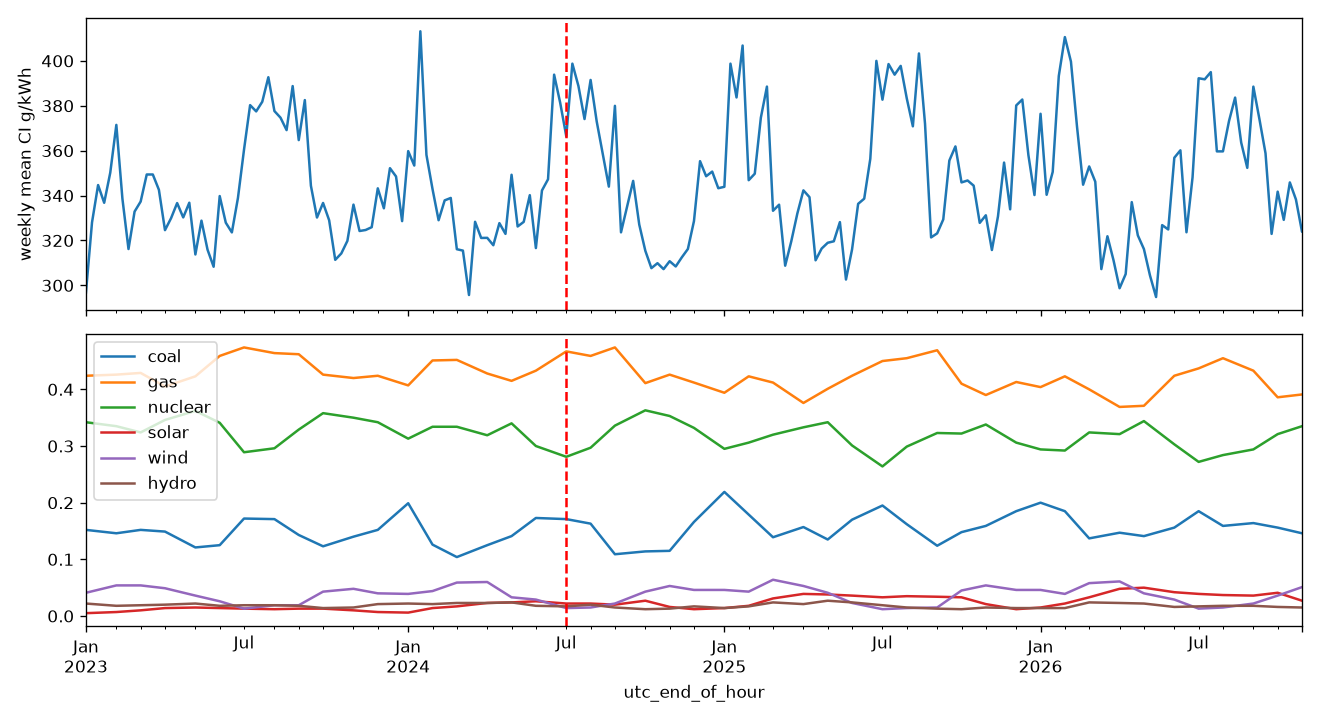 weekly mean CI g/kWh
400
380
360
340
320
300
coal
gas
nuclear
solar
wind
hydro
0.4
0.3
0.2
0.1
0.0
Jan Jul Jan Jul Jan Jul Jan Jul
2023 2024 2025 2026
utc_end_of_hour